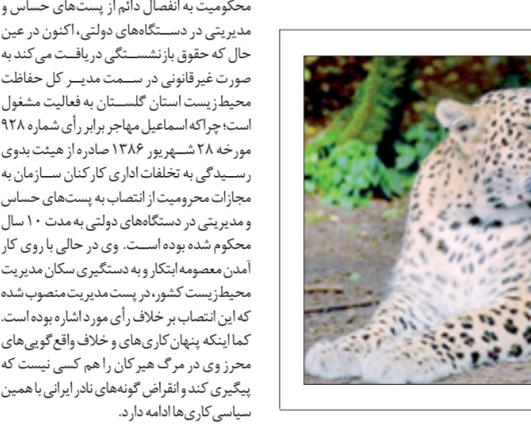 محکومیت به انفصال دائم از پست‌های حساس و
مدیریتی در دستگاه‌های دولتی، اکنون در عین
حال که حقوق بازنشستگی دریافت می‌کند به
صورت غیرقانونی در سمت مدیر کل حفاظت
محیط‌زیست استان گلستان به فعالیت مشغول
است؛ چراکه اسماعیل مهاجر برابر رأی شماره ۹۲۸
مورخه ۲۸ شهریور ۱۳۸۶ صادره از هیئت بدوی
رسیدگی به تخلفات اداری کارکنان سازمان به
مجازات محرومیت از انتصاب به پست‌های حساس
و مدیریتی در دستگاه‌های دولتی به مدت ۱۰ سال
محکوم شده بوده است. وی در حالی با روی کار
آمدن معصومه ابتکار و به دستگیری سکان مدیریت
محیط‌زیست کشور، در پست مدیریت منصوب شده
که این انتصاب بر خلاف رأی مورد اشاره بوده است.
کما اینکه پنهان‌کاری‌های و خلاف واقع‌گویی‌های
محرز وی در مرگ هیرکان را هم کسی نیست که
پیگیری کند و انقراض گونه‌های نادر ایرانی با همین
سیاسی‌کاری‌ها ادامه دارد.